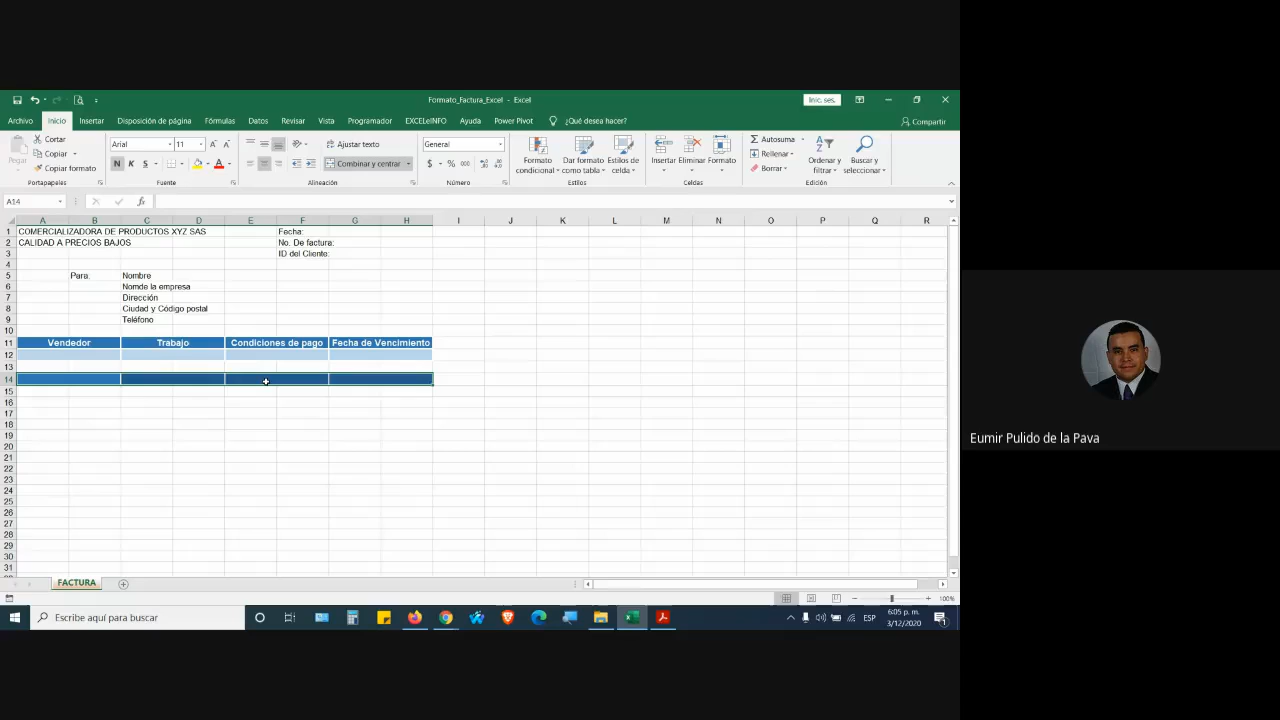 Formato_Factura_Excel - Excel
Inic. ses.
Archivo Inicio Insertar Disposición de página Fórmulas Datos Revisar Vista Programador EXCELeINFO Ayuda Power Pivot ¿Qué desea hacer? Compartir
Pegar
Cortar
Copiar
Copiar formato
Portapapeles
Arial 11
N K S
Fuente
Ajustar texto
Combinar y centrar
Alineación
General
$ % 000
Número
Formato condicional
Dar formato como tabla
Estilos de celda
Estilos
Insertar Eliminar Formato
Celdas
Autosuma
Rellenar
Borrar
Ordenar y filtrar
Buscar y seleccionar
Edición
A14
fx
A B C D E F G H I J K L M N O P Q R
1 COMERCIALIZADORA DE PRODUCTOS XYZ SAS Fecha:
2 CALIDAD A PRECIOS BAJOS No. De factura:
3 ID del Cliente:
4
5 Para: Nombre
6 Nomde la empresa
7 Dirección
8 Ciudad y Código postal
9 Teléfono
10
11 Vendedor Trabajo Condiciones de pago Fecha de Vencimiento
12
13
14
15
16
17
18
19
20
21
22
23
24
25
26
27
28
29
30
31
FACTURA
100%
Escribe aquí para buscar
ESP
6:05 p. m.
3/12/2020
Eumir Pulido de la Pava